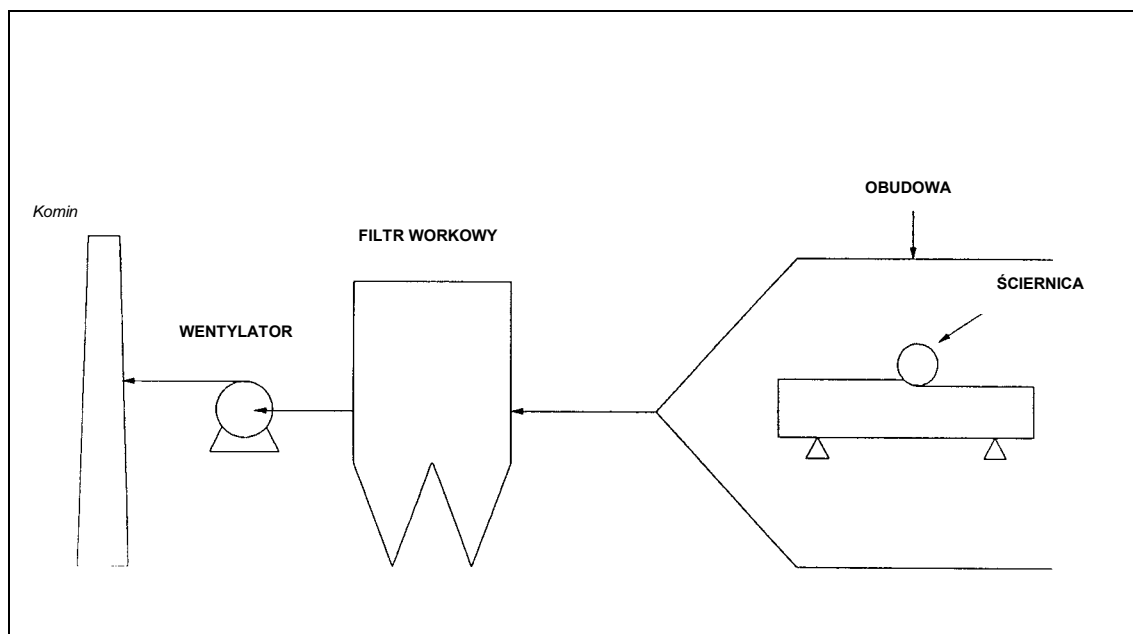 OBUDOWA
Komin
FILTR WORKOWY
ŚCIERNICA
WENTYLATOR